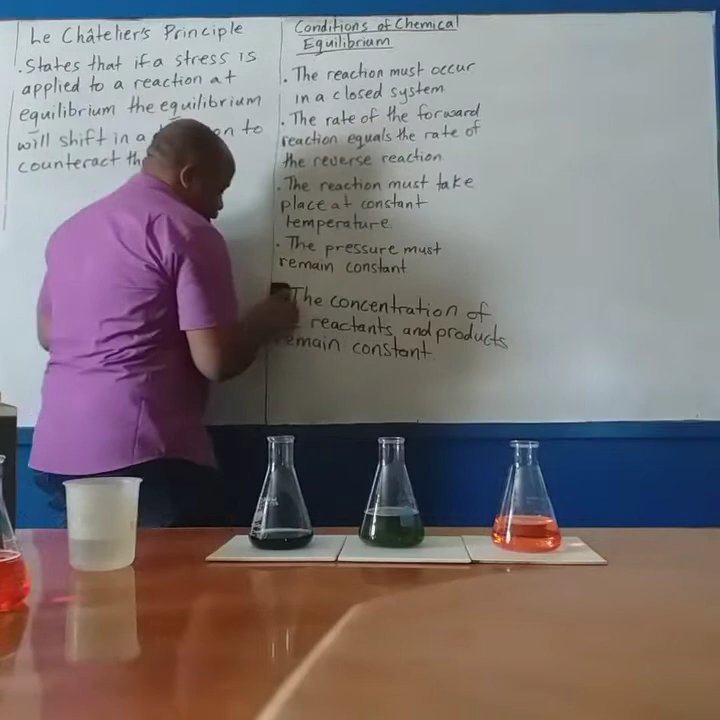 Le Châtelier's Principle
. States that if a stress is
applied to a reaction at
equilibrium the equilibrium
will shift in a to
counteract
Conditions of Chemical
Equilibrium
. The reaction must occur
in a closed system
. The rate of the forward
reaction equals the rate of
the reverse reaction
. The reaction must take
place at constant
temperature
. The pressure must
remain constant
The concentration of
reactants and products
remain constant